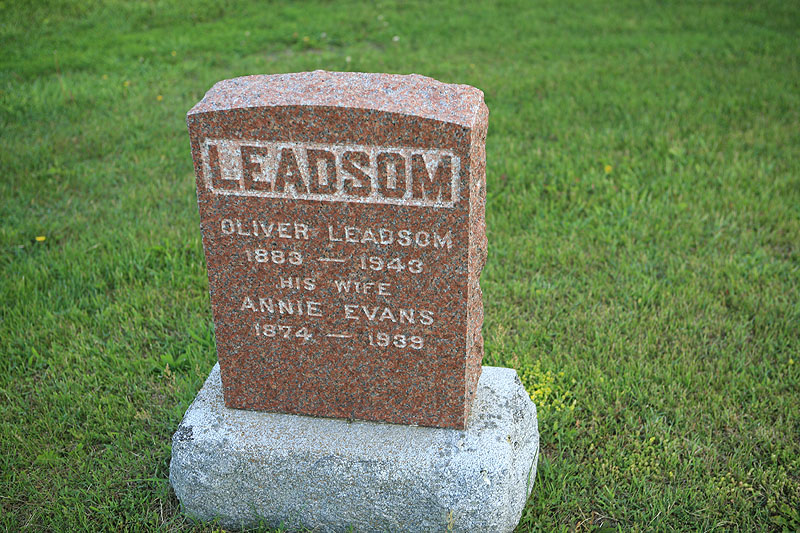 LEADSOM
OLIVER LEADSOM
1883 — 1943
HIS WIFE
ANNIE EVANS
1874 — 1939